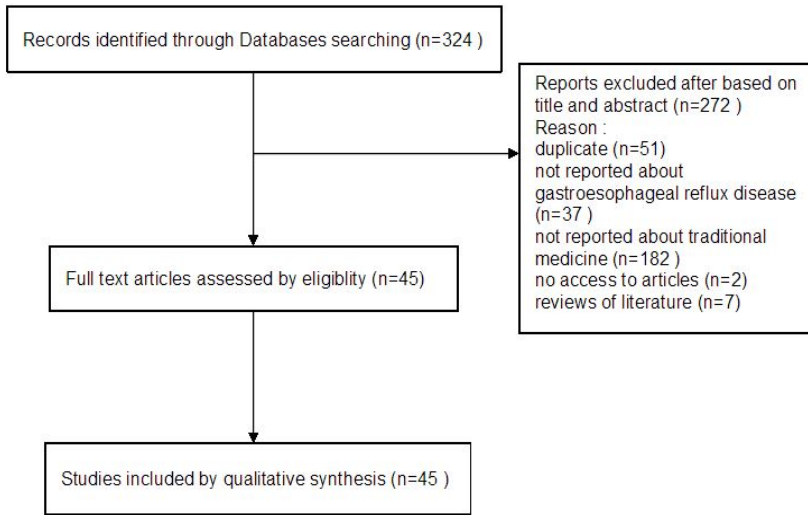 Records identified through Databases searching (n=324 )
Reports excluded after based on
title and abstract (n=272 )
Reason :
duplicate (n=51)
not reported about
gastroesophageal reflux disease
(n=37 )
not reported about traditional
medicine (n=182 )
no access to articles (n=2)
reviews of literature (n=7)
Full text articles assessed by eligiblity (n=45)
Studies included by qualitative synthesis (n=45 )